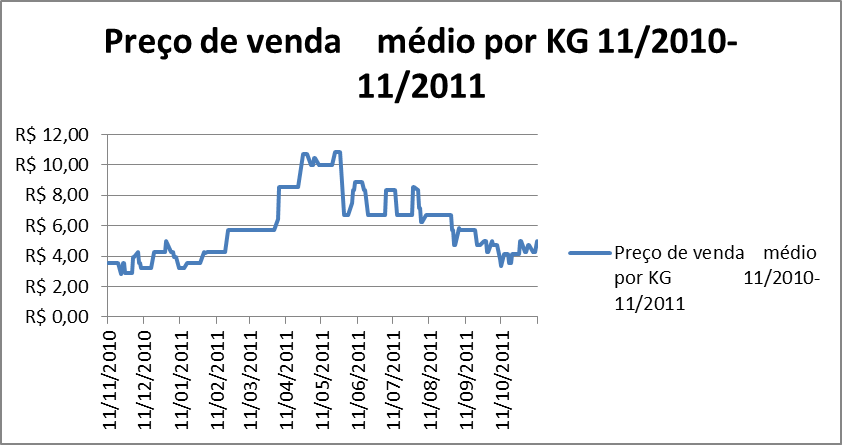 Preço de venda médio por KG 11/2010-
11/2011
R$ 12,00
R$ 10,00
R$ 8,00
R$ 6,00
R$ 4,00
R$ 2,00
R$ 0,00
11/11/2010
11/12/2010
11/01/2011
11/02/2011
11/03/2011
11/04/2011
11/05/2011
11/06/2011
11/07/2011
11/08/2011
11/09/2011
11/10/2011
Preço de venda médio
por KG 11/2010-
11/2011